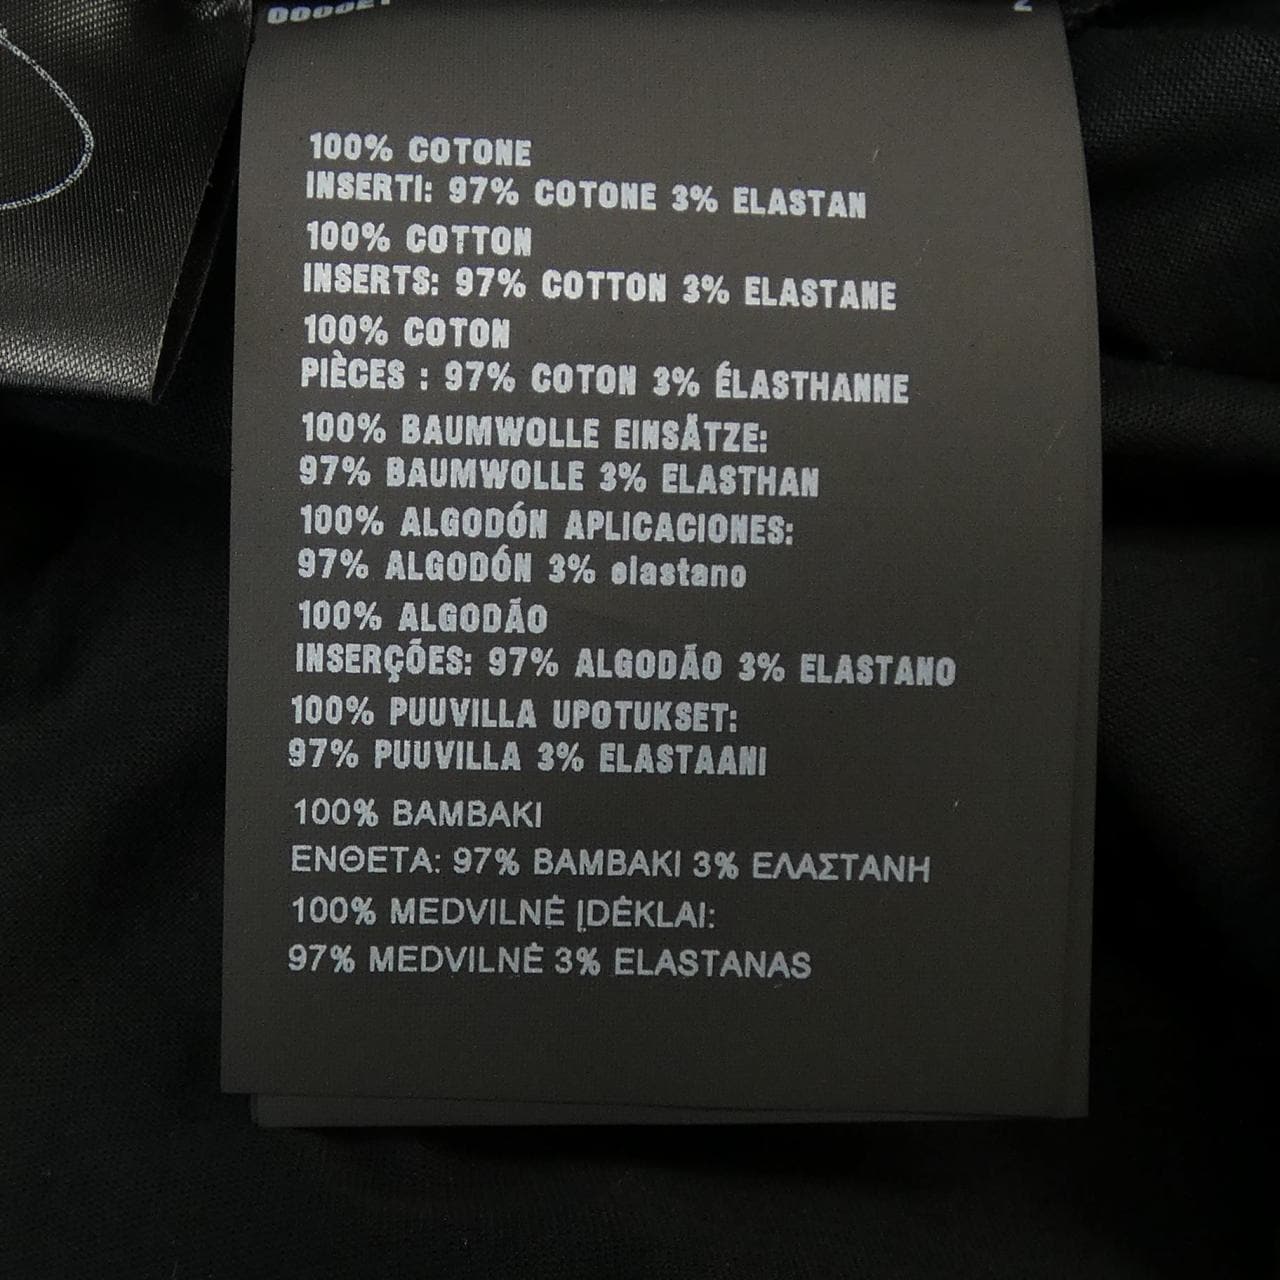 2
100% COTONE
INSERTI: 97% COTONE 3% ELASTAN
100% COTTON
INSERTS: 97% COTTON 3% ELASTANE
100% COTON
PIÈCES : 97% COTON 3% ÉLASTHANNE
100% BAUMWOLLE EINSÄTZE:
97% BAUMWOLLE 3% ELASTHAN
100% ALGODÓN APLICACIONES:
97% ALGODÓN 3% elastano
100% ALGODÃO
INSERÇÕES: 97% ALGODÃO 3% ELASTANO
100% PUUVILLA UPOTUKSET:
97% PUUVILLA 3% ELASTAANI
100% ΒΑΜΒΑΚΙ
ΕΝΘΕΤΑ: 97% ΒΑΜΒΑΚΙ 3% ΕΛΑΣΤΑΝΗ
100% MEDVILNĖ ĮDĖKLAI:
97% MEDVILNĖ 3% ELASTANAS